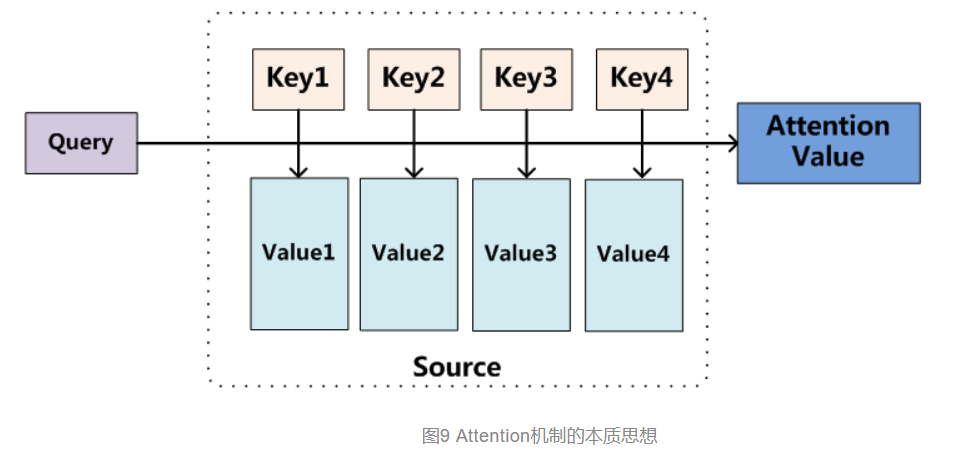 Key1 Key2 Key3 Key4
Query
Attention
Value
Value1 Value2 Value3 Value4
Source
图9 Attention机制的本质思想